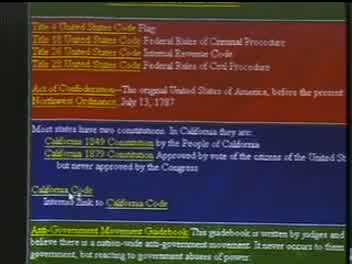 Title 4 United States Code Flag
Title 18 United States Code Federal Rules of Criminal Procedure
Title 26 United States Code Internal Revenue Code
Title 29 United States Code Federal Rules of Civil Procedure
Act of Confederation--The original United States of America, before the present
Northwest Ordinance. July 13, 1787
Most states have two constitutions. In California they are:
California 1849 Constitution by the People of California
California 1879 Constitution Approved by vote of the citizens of the United St
but never approved by the Congress
California Code
Internal link to California Code
Anti-Government Movement Guidebook This guidebook is written by judges and
believe there is a nation-wide anti-government movement. It never occurs to them
government, but reacting to government abuses of power.